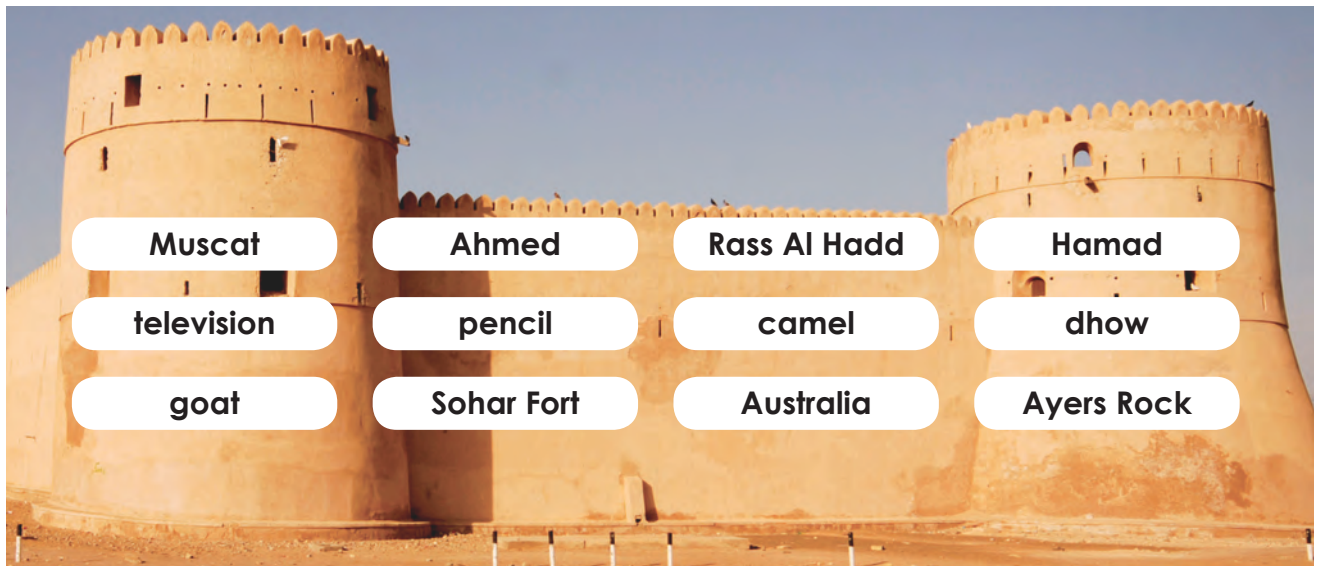 Muscat Ahmed Rass Al Hadd Hamad
television pencil camel dhow
goat Sohar Fort Australia Ayers Rock